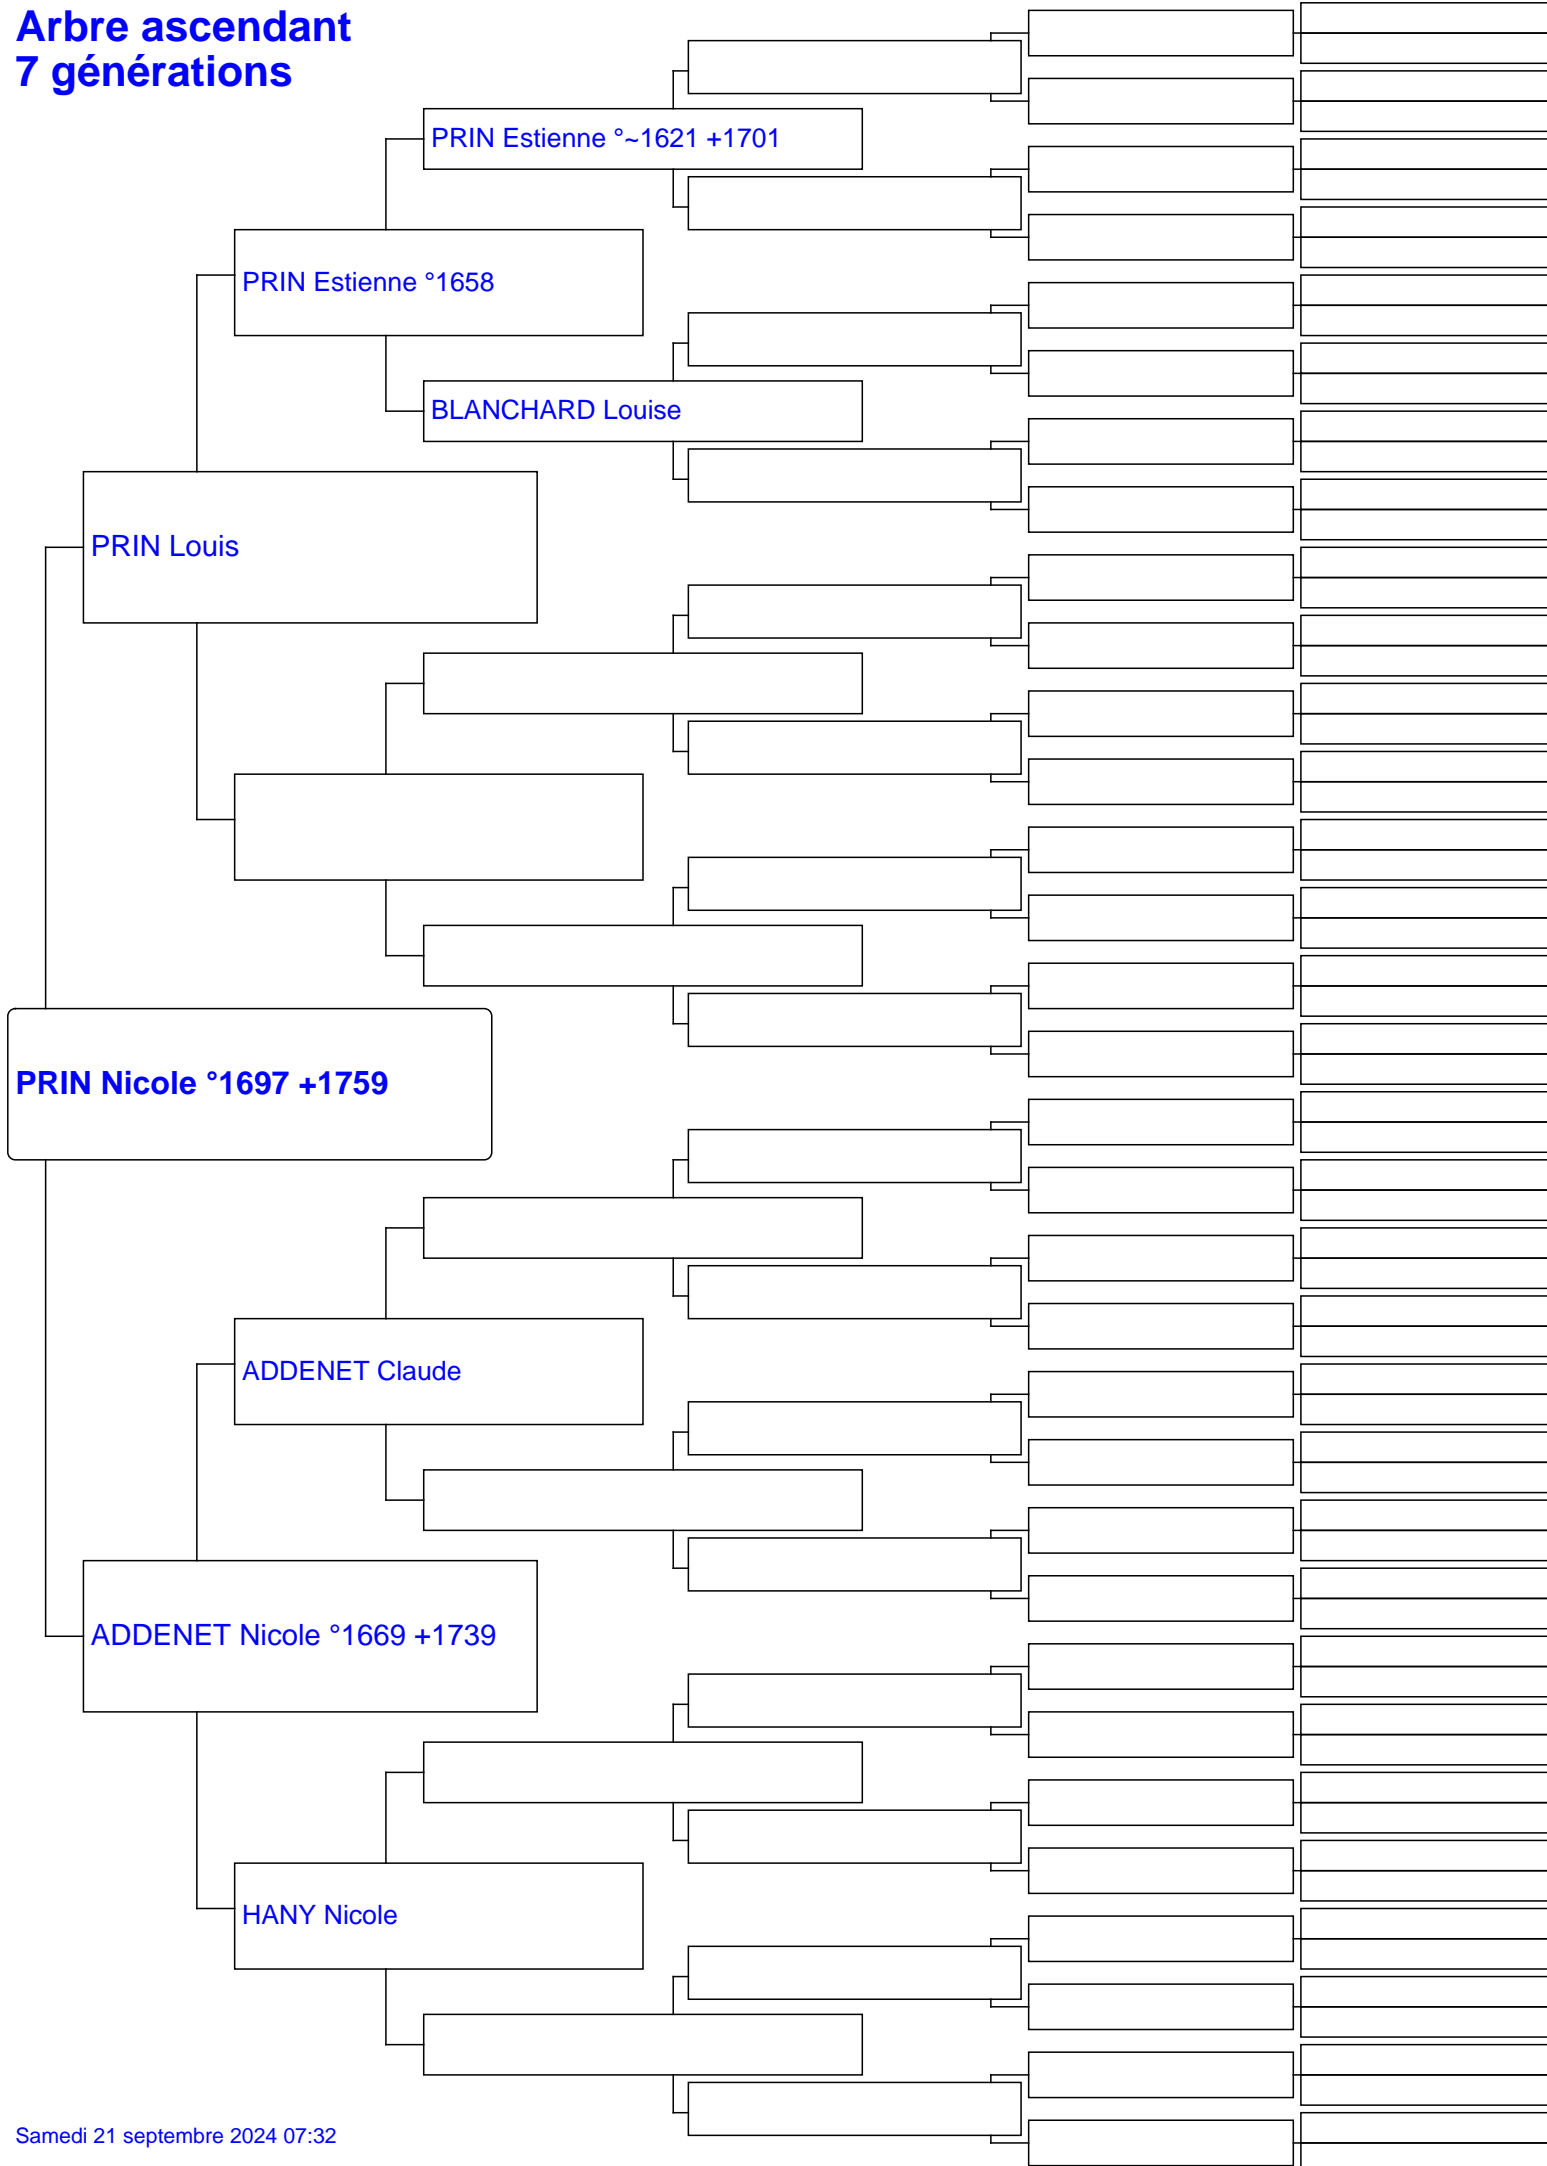 Arbre ascendant
7 générations
PRIN Estienne °~1621 +1701
PRIN Estienne °1658
BLANCHARD Louise
PRIN Louis
PRIN Nicole °1697 +1759
ADDENET Claude
ADDENET Nicole °1669 +1739
HANY Nicole
Samedi 21 septembre 2024 07:32